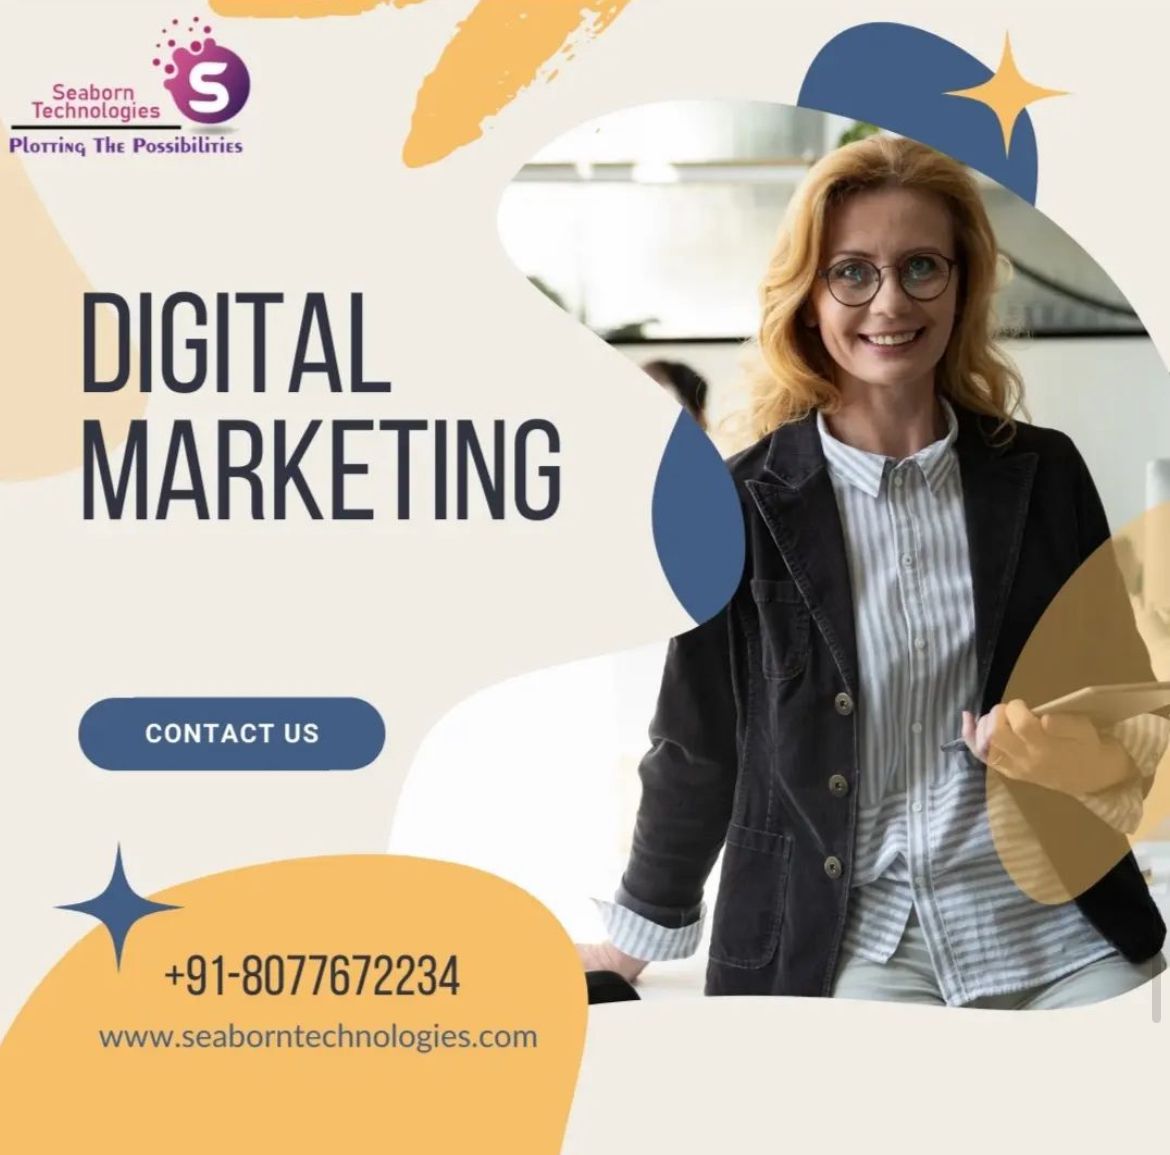 Seaborn
Technologies
S
Plotting The Possibilities
DIGITAL
MARKETING
CONTACT US
+91-8077672234
www.seaborntechnologies.com